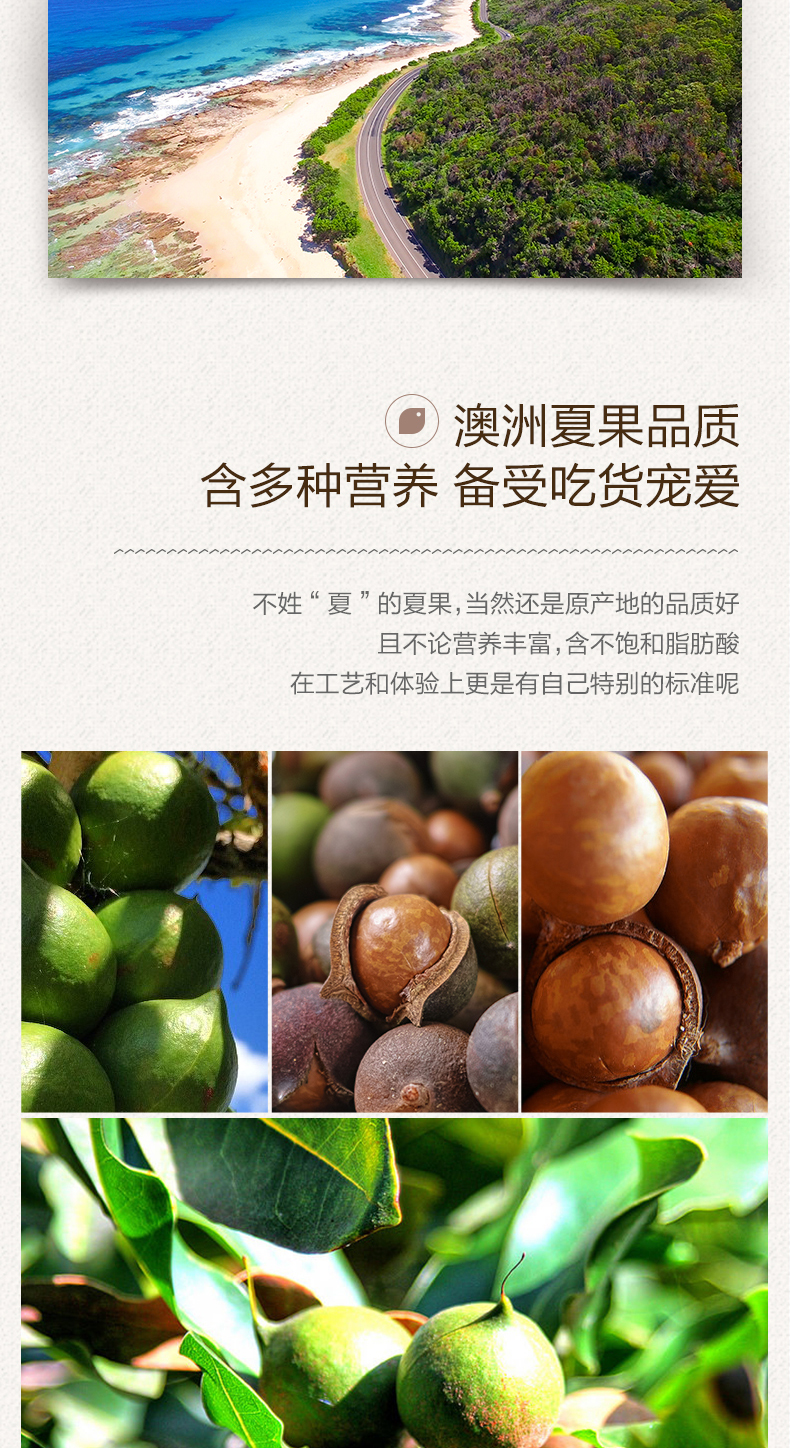 澳洲夏果品质
含多种营养 备受吃货宠爱
不姓“夏”的夏果,当然还是原产地的品质好
且不论营养丰富,含不饱和脂肪酸
在工艺和体验上更是有自己特别的标准呢